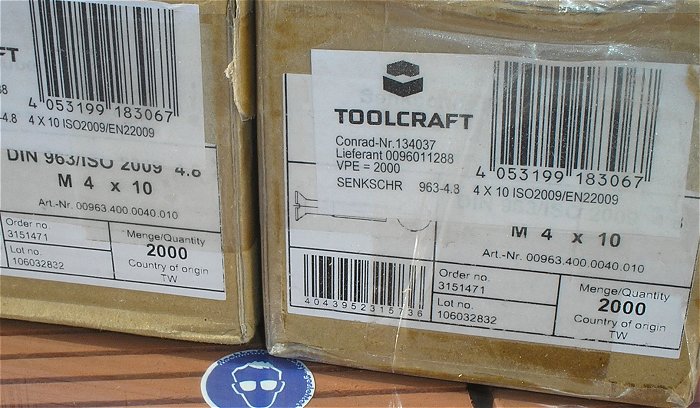 FT
88
4 053199 183067
-4.8 4 X 10 ISO2009/EN22009
DIN 963/ISO 2009 4.8
M 4 x 10
Art.-Nr. 00963.400.0040.010
Order no.
3151471
Lot no.
106032832
Menge/Quantity
2000
Country of origin
TW
TOOLCRAFT
Conrad-Nr.134037
Lieferant 0096011288
VPE = 2000
4 053199 183067
SENKSCHR 963-4.8 4 X 10 ISO2009/EN22009
M 4 x 10
Art.-Nr. 00963.400.0040.010
4043952315736
Order no.
3151471
Lot no.
106032832
Menge/Quantity
2000
Country of origin
TW